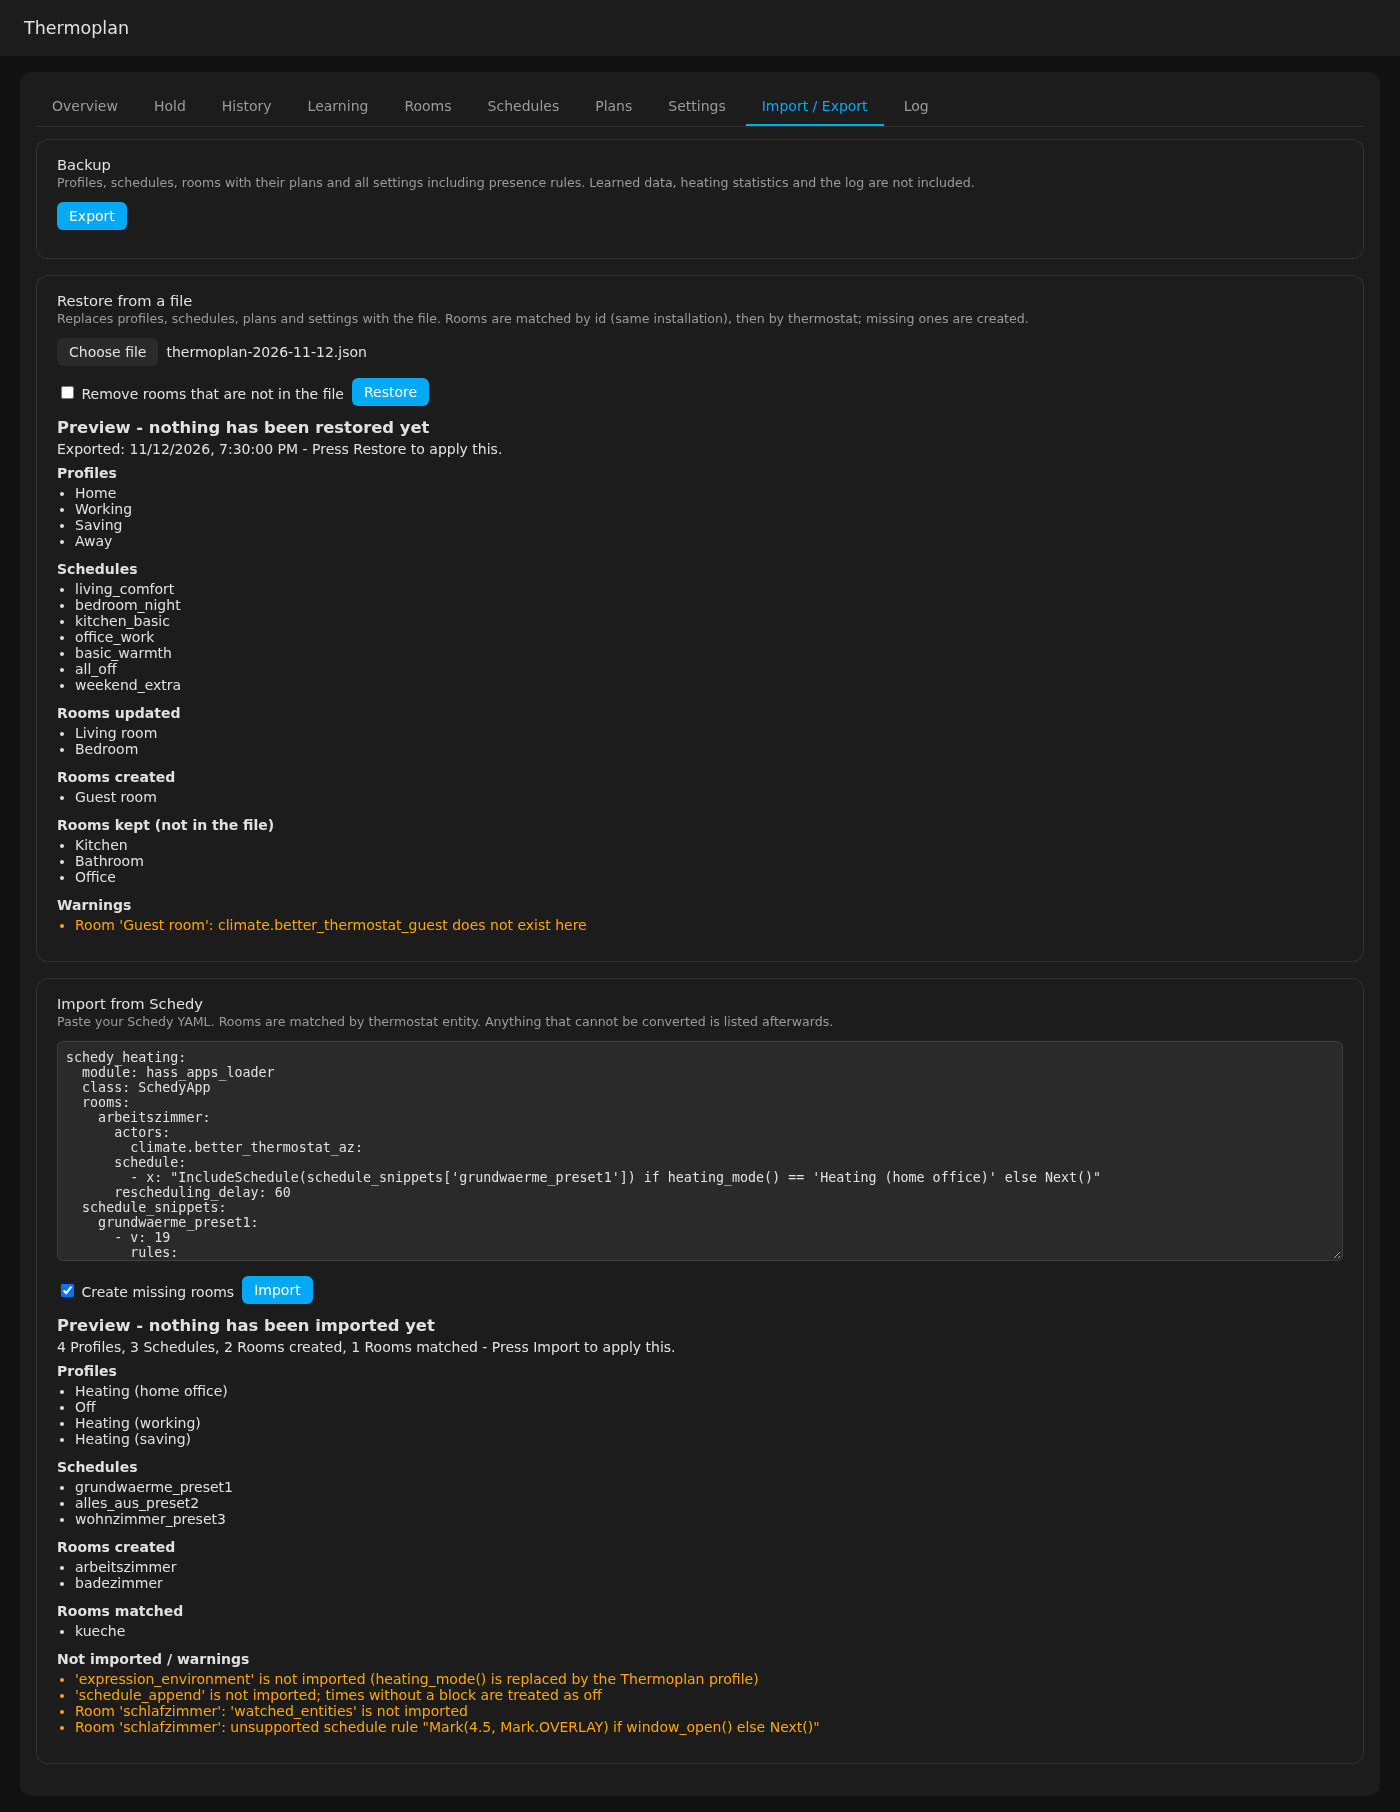 Thermoplan
Overview Hold History Learning Rooms Schedules Plans Settings Import / Export Log
Backup
Profiles, schedules, rooms with their plans and all settings including presence rules. Learned data, heating statistics and the log are not included.
Export
Restore from a file
Replaces profiles, schedules, plans and settings with the file. Rooms are matched by id (same installation), then by thermostat; missing ones are created.
Choose file thermoplan-2026-11-12.json
Remove rooms that are not in the file Restore
Preview - nothing has been restored yet
Exported: 11/12/2026, 7:30:00 PM - Press Restore to apply this.
Profiles
• Home
• Working
• Saving
• Away
Schedules
• living_comfort
• bedroom_night
• kitchen_basic
• office_work
• basic_warmth
• all_off
• weekend_extra
Rooms updated
• Living room
• Bedroom
Rooms created
• Guest room
Rooms kept (not in the file)
• Kitchen
• Bathroom
• Office
Warnings
• Room 'Guest room': climate.better_thermostat_guest does not exist here
Import from Schedy
Paste your Schedy YAML. Rooms are matched by thermostat entity. Anything that cannot be converted is listed afterwards.
schedy_heating:
  module: hass_apps_loader
  class: SchedyApp
  rooms:
    arbeitszimmer:
      actors:
        climate.better_thermostat_az:
      schedule:
        - x: "IncludeSchedule(schedule_snippets['grundwaerme_preset1']) if heating_mode() == 'Heating (home office)' else Next()"
      rescheduling_delay: 60
  schedule_snippets:
    grundwaerme_preset1:
      - v: 19
        rules:
Create missing rooms Import
Preview - nothing has been imported yet
4 Profiles, 3 Schedules, 2 Rooms created, 1 Rooms matched - Press Import to apply this.
Profiles
• Heating (home office)
• Off
• Heating (working)
• Heating (saving)
Schedules
• grundwaerme_preset1
• alles_aus_preset2
• wohnzimmer_preset3
Rooms created
• arbeitszimmer
• badezimmer
Rooms matched
• kueche
Not imported / warnings
• 'expression_environment' is not imported (heating_mode() is replaced by the Thermoplan profile)
• 'schedule_append' is not imported; times without a block are treated as off
• Room 'schlafzimmer': 'watched_entities' is not imported
• Room 'schlafzimmer': unsupported schedule rule "Mark(4.5, Mark.OVERLAY) if window_open() else Next()"